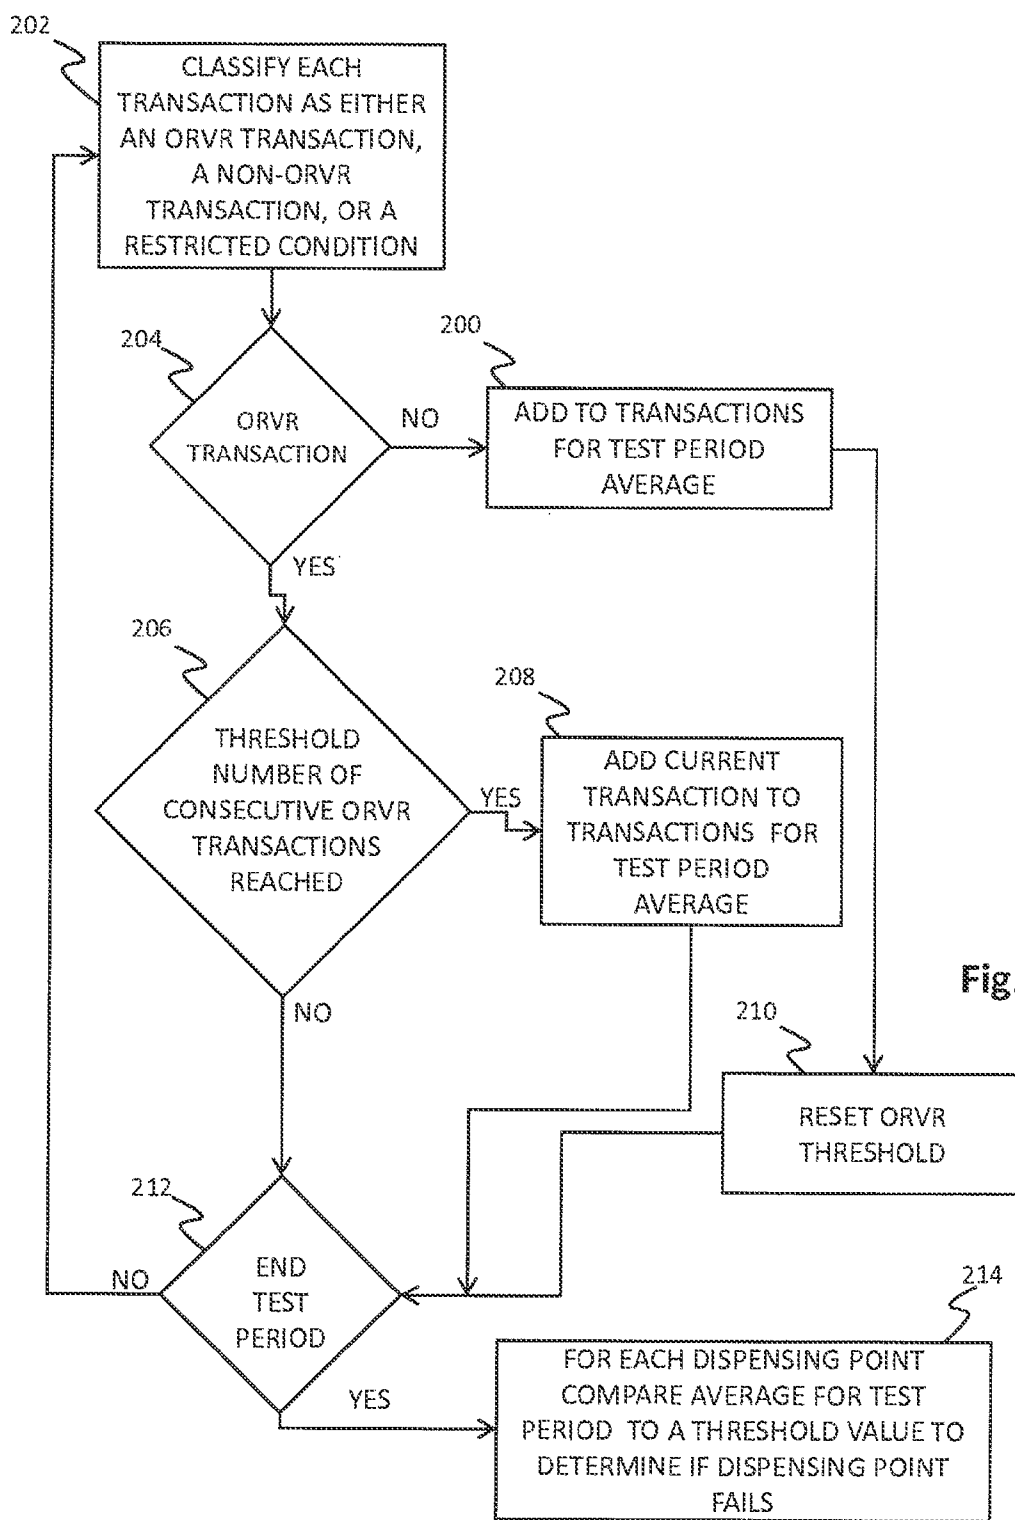 202
CLASSIFY EACH
TRANSACTION AS EITHER
AN ORVR TRANSACTION,
A NON-ORVR
TRANSACTION, OR A
RESTRICTED CONDITION
204
ORVR
TRANSACTION
NO
200
ADD TO TRANSACTIONS
FOR TEST PERIOD
AVERAGE
YES
206
THRESHOLD
NUMBER OF
CONSECUTIVE ORVR
TRANSACTIONS
REACHED
YES
208
ADD CURRENT
TRANSACTION TO
TRANSACTIONS FOR
TEST PERIOD
AVERAGE
NO
Fig.
210
RESET ORVR
THRESHOLD
212
END
TEST
PERIOD
NO
YES
214
FOR EACH DISPENSING POINT
COMPARE AVERAGE FOR TEST
PERIOD TO A THRESHOLD VALUE TO
DETERMINE IF DISPENSING POINT
FAILS